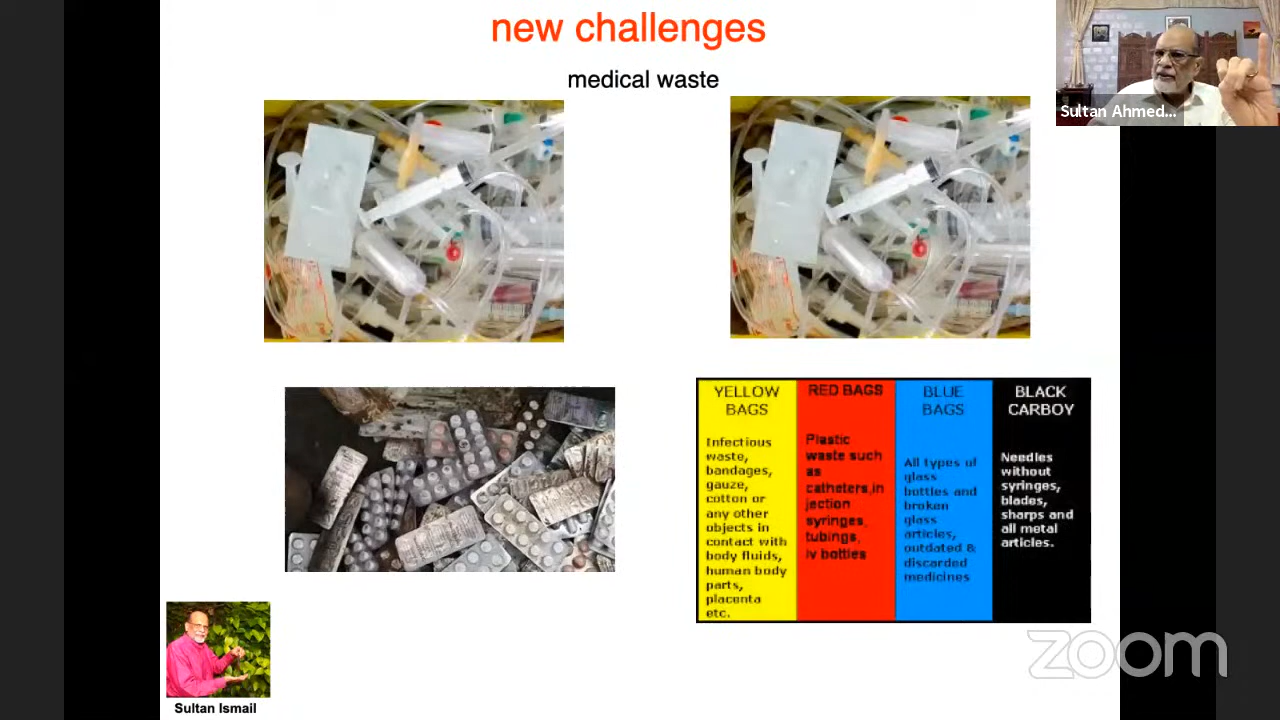 new challenges
medical waste
Sultan Ahmed...
YELLOW
BAGS
Infectious
waste,
bandages,
gauze,
cotton or
any other
objects in
contact with
body fluids,
human body
parts,
placenta
etc.
RED BAGS
Plastic
waste such
as
catheters,in
jection
syringes,
tubings,
iv bottles
BLUE
BAGS
All types of
glass
bottles and
broken
glass
articles,
outdated &
discarded
medicines
BLACK
CARBOY
Needles
without
syringes,
blades,
sharps and
all metal
articles.
Sultan Ismail
zoom